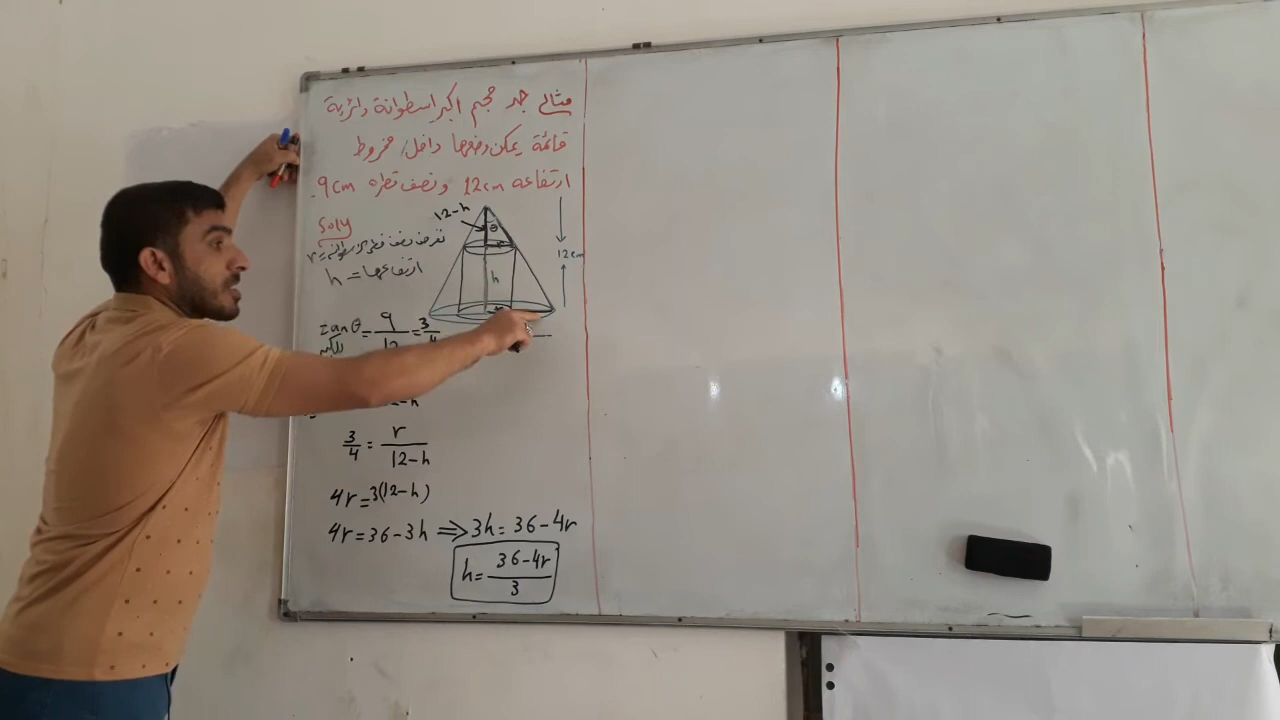 مثال جد حجم اكبر اسطوانة دائرية
قائمة يمكن وضعها داخل مخروط
ارتفاعه 12cm ونصف قطره 9cm.
Soly
نفرض نصف قطر الاسطوانة = r
ارتفاعها = h
12-h
θ
h
12cm
tan θ = 9/12 = 3/4
3/4 = r/12-h
4r = 3(12-h)
4r = 36-3h ⇒ 3h = 36-4r
h = 36-4r/3